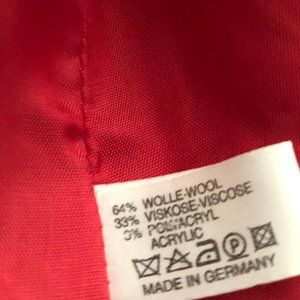 64% WOLLE-WOOL
33% VISKOSE-VISCOSE
3% POLYACRYL
ACRYLIC
P
MADE IN GERMANY